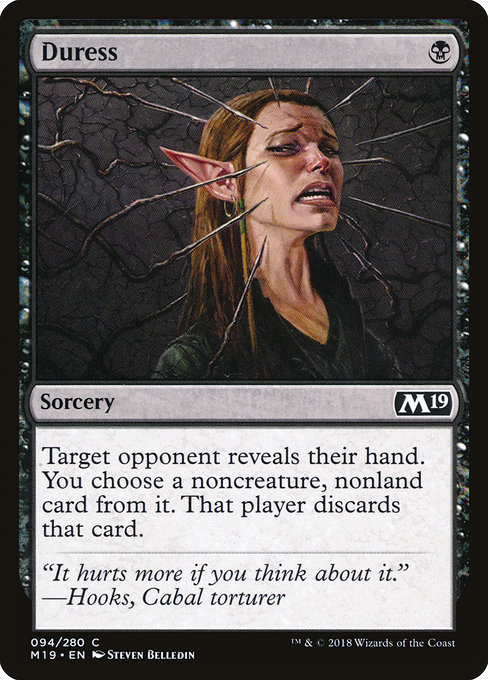 Duress
Sorcery
M19
Target opponent reveals their hand.
You choose a noncreature, nonland
card from it. That player discards
that card.
“It hurts more if you think about it.”
—Hooks, Cabal torturer
094/280 C
M19 • EN Steven Belledin
™ & © 2018 Wizards of the Coast